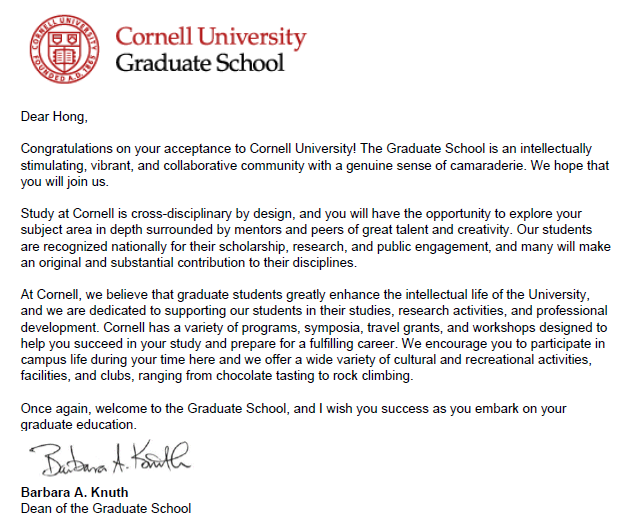 CORNELL UNIVERSITY
FOUNDED A.D. 1865
Cornell University
Graduate School
Dear Hong,
Congratulations on your acceptance to Cornell University! The Graduate School is an intellectually
stimulating, vibrant, and collaborative community with a genuine sense of camaraderie. We hope that
you will join us.
Study at Cornell is cross-disciplinary by design, and you will have the opportunity to explore your
subject area in depth surrounded by mentors and peers of great talent and creativity. Our students
are recognized nationally for their scholarship, research, and public engagement, and many will make
an original and substantial contribution to their disciplines.
At Cornell, we believe that graduate students greatly enhance the intellectual life of the University,
and we are dedicated to supporting our students in their studies, research activities, and professional
development. Cornell has a variety of programs, symposia, travel grants, and workshops designed to
help you succeed in your study and prepare for a fulfilling career. We encourage you to participate in
campus life during your time here and we offer a wide variety of cultural and recreational activities,
facilities, and clubs, ranging from chocolate tasting to rock climbing.
Once again, welcome to the Graduate School, and I wish you success as you embark on your
graduate education.
Barbara A. Knuth
Barbara A. Knuth
Dean of the Graduate School